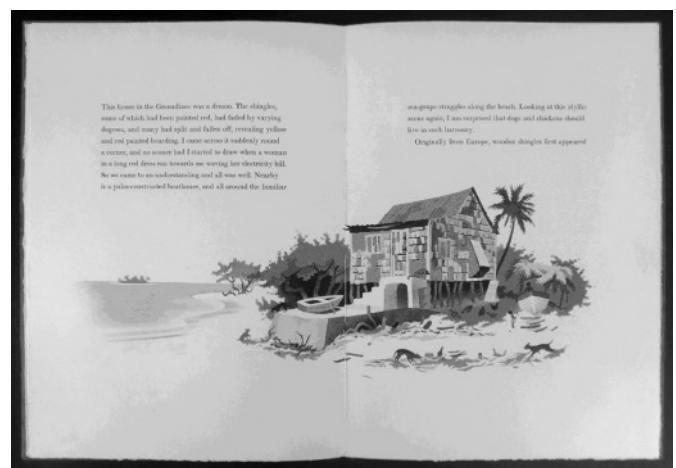 This house in the Grenadines was a dream. The shingles,
some of which had been painted red, had faded by varying
degrees, and many had split and fallen off, revealing yellow
and red painted boarding. I came across it suddenly round
a corner, and no sooner had I started to draw when a woman
in a long red dress ran towards me waving her electricity bill.
So we came to an understanding and all was well. Nearby
is a palm-constructed boathouse, and all around the familiar
sea-grape struggles along the beach. Looking at this idyllic
scene again, I am surprised that dogs and chickens should
live in such harmony.
Originally from Europe, wooden shingles first appeared